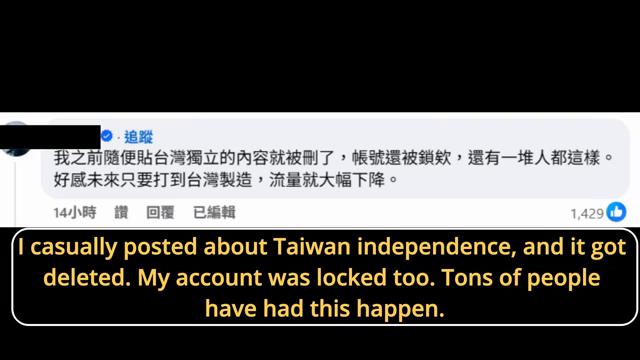 · 追蹤
我之前隨便貼台灣獨立的內容就被刪了，帳號還被鎖欸，還有一堆人都這樣。
好感未來只要打到台灣製造，流量就大幅下降。
14小時 讚 回覆 已編輯 1,429
I casually posted about Taiwan independence, and it got
deleted. My account was locked too. Tons of people
have had this happen.